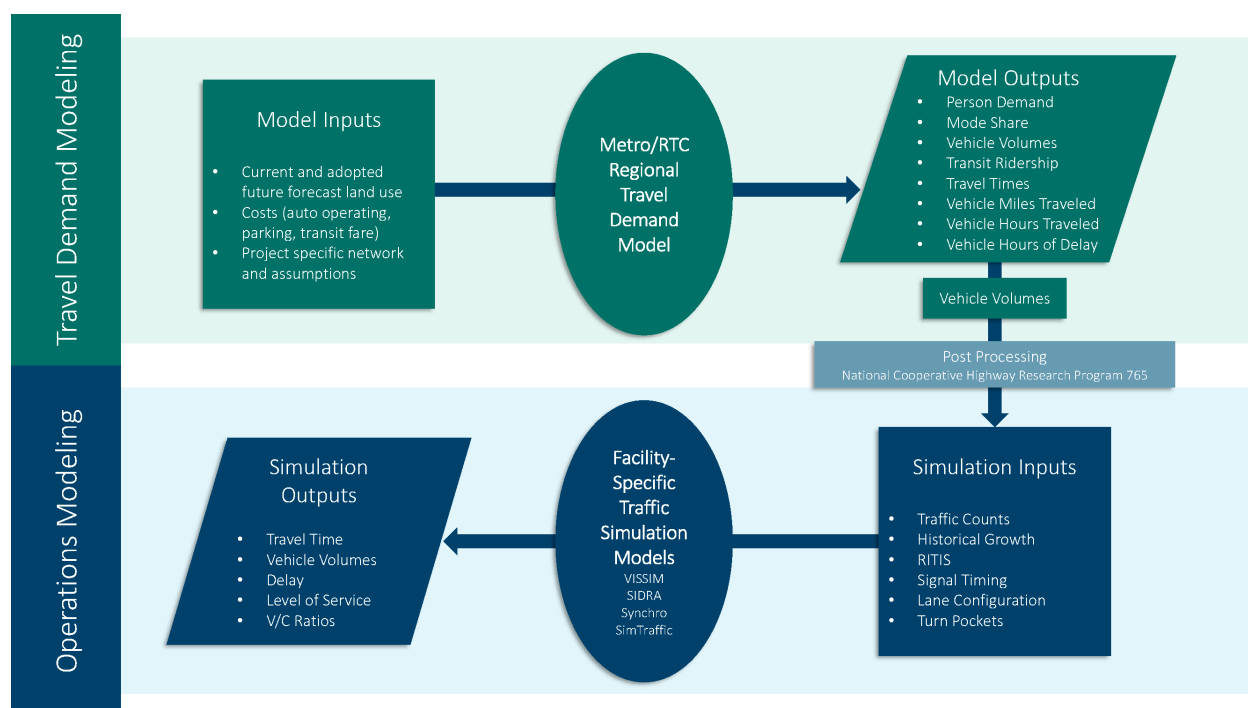 Travel Demand Modeling
Model Inputs
• Current and adopted
future forecast land use
• Costs (auto operating,
parking, transit fare)
• Project specific network
and assumptions
Metro/RTC
Regional
Travel
Demand
Model
Model Outputs
• Person Demand
• Mode Share
• Vehicle Volumes
• Transit Ridership
• Travel Times
• Vehicle Miles Traveled
• Vehicle Hours Traveled
• Vehicle Hours of Delay
Vehicle Volumes
Post Processing
National Cooperative Highway Research Program 765
Operations Modeling
Simulation Inputs
• Traffic Counts
• Historical Growth
• RITIS
• Signal Timing
• Lane Configuration
• Turn Pockets
Facility-
Specific
Traffic
Simulation
Models
VISSIM
SIDRA
Synchro
SimTraffic
Simulation
Outputs
• Travel Time
• Vehicle Volumes
• Delay
• Level of Service
• V/C Ratios